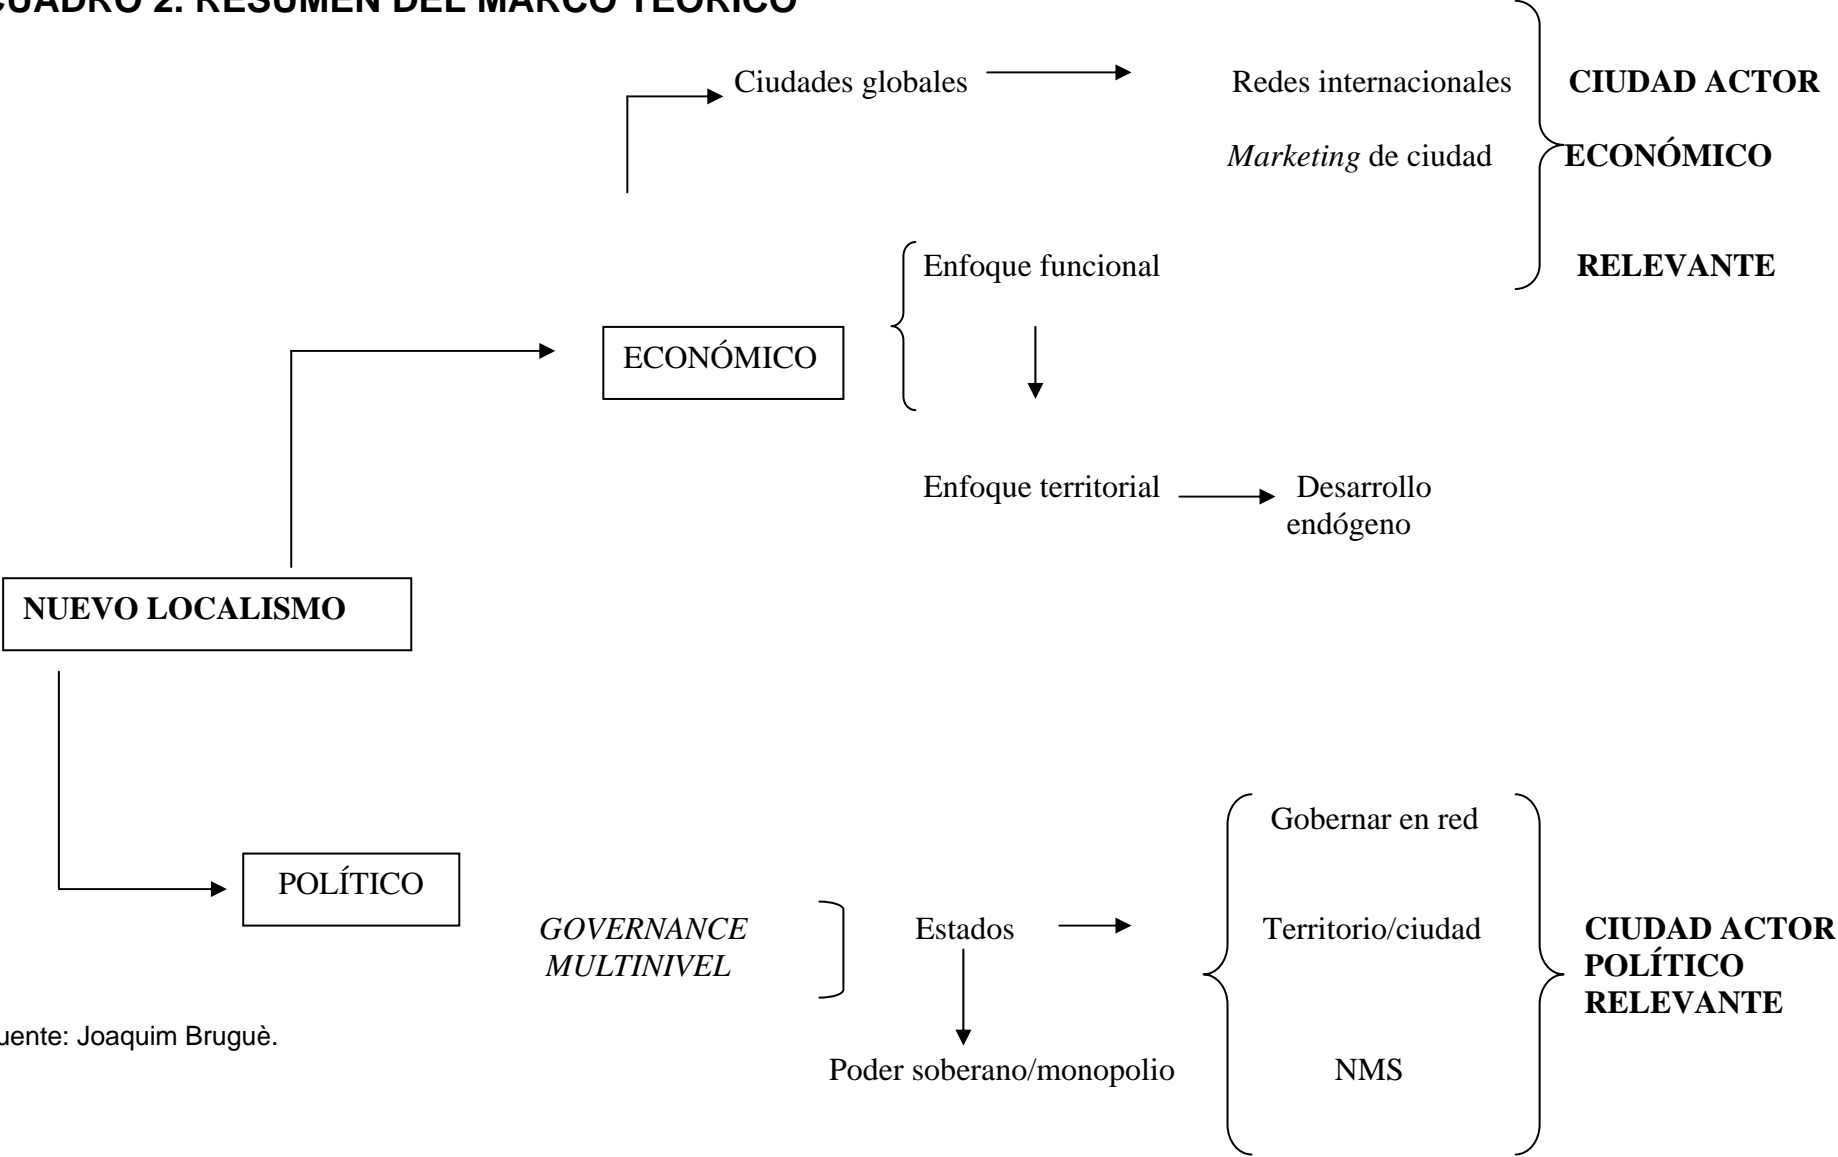 CUADRO 2. RESUMEN DEL MARCO TEÓRICO
Ciudades globales
Redes internacionales
CIUDAD ACTOR
Marketing de ciudad
ECONÓMICO
Enfoque funcional
RELEVANTE
ECONÓMICO
Enfoque territorial
Desarrollo
endógeno
NUEVO LOCALISMO
Gobernar en red
POLÍTICO
GOVERNANCE
MULTINIVEL
Estados
Territorio/ciudad
CIUDAD ACTOR
POLÍTICO
RELEVANTE
uente: Joaquim Bruguè.
Poder soberano/monopolio
NMS